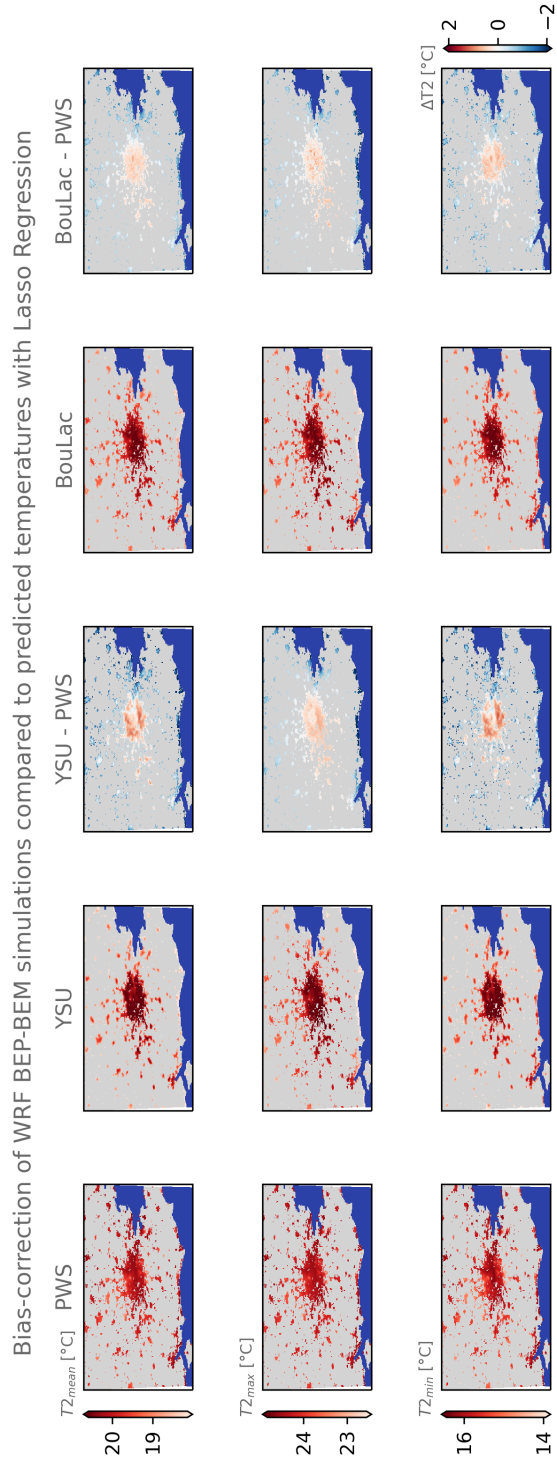 Bias-correction of WRF BEP-BEM simulations compared to predicted temperatures with Lasso Regression
PWS
YSU
YSU - PWS
BouLac
BouLac - PWS
T2mean [°C]
20
19
T2max [°C]
24
23
T2min [°C]
16
14
ΔT2 [°C]
2
0
−2